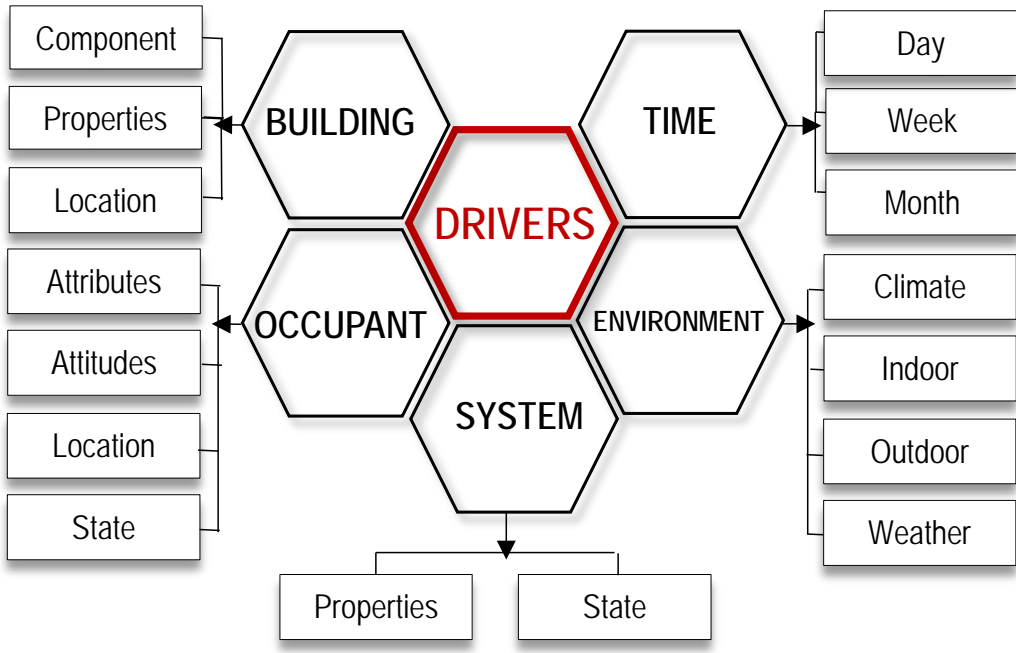 Component
Properties
Location
BUILDING
Attributes
Attitudes
Location
State
OCCUPANT
DRIVERS
SYSTEM
Properties
State
TIME
Day
Week
Month
ENVIRONMENT
Climate
Indoor
Outdoor
Weather